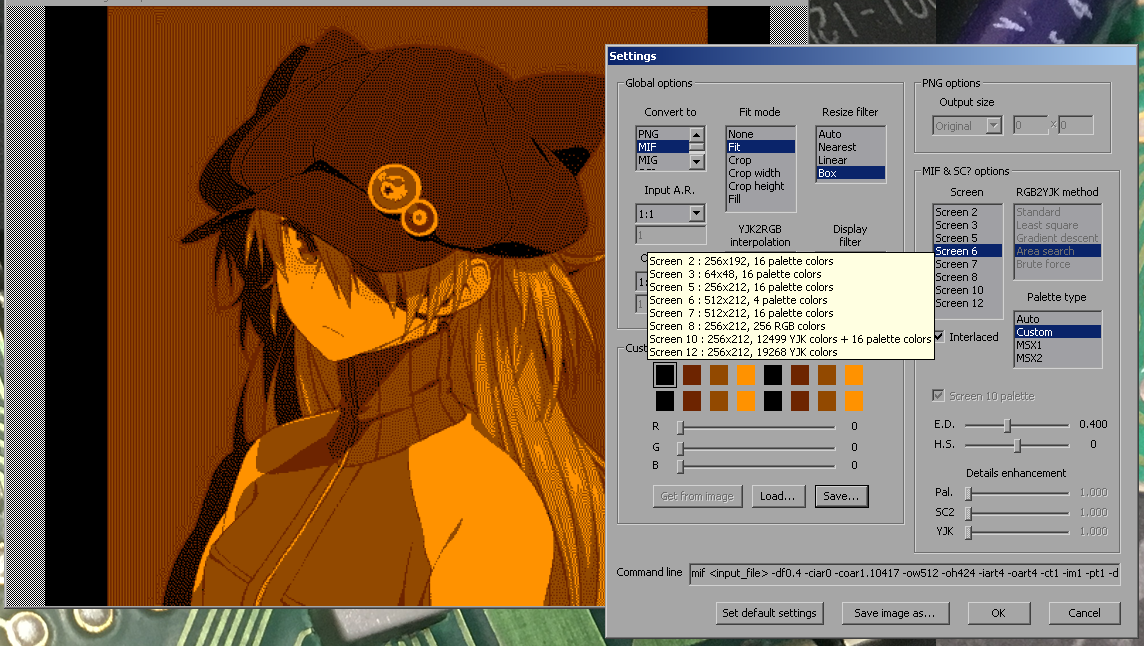 Settings
Global options
Convert to
Fit mode
Resize filter
PNG
MIF
MIG
None
Fit
Crop
Crop width
Crop height
Fill
Auto
Nearest
Linear
Box
Input A.R.
1:1
1
YJK2RGB
interpolation
Display
filter
Screen 2 : 256x192, 16 palette colors
Screen 3 : 64x48, 16 palette colors
Screen 5 : 256x212, 16 palette colors
Screen 6 : 512x212, 4 palette colors
Screen 7 : 512x212, 16 palette colors
Screen 8 : 256x212, 256 RGB colors
Screen 10 : 256x212, 12499 YJK colors + 16 palette colors
Screen 12 : 256x212, 19268 YJK colors
R 0
G 0
B 0
Get from image
Load...
Save...
PNG options
Output size
Original
0 x 0
MIF & SC? options
Screen
RGB2YJK method
Screen 2
Screen 3
Screen 5
Screen 6
Screen 7
Screen 8
Screen 10
Screen 12
Standard
Least square
Gradient descent
Area search
Brute force
Palette type
Auto
Custom
MSX1
MSX2
Interlaced
Screen 10 palette
E.D. 0.400
H.S. 0
Details enhancement
Pal. 1.000
SC2 1.000
YJK 1.000
Command line mif <input_file> -df0.4 -ciar0 -coar1.10417 -ow512 -oh424 -iart4 -oart4 -ct1 -im1 -pt1 -d
Set default settings
Save image as...
OK
Cancel